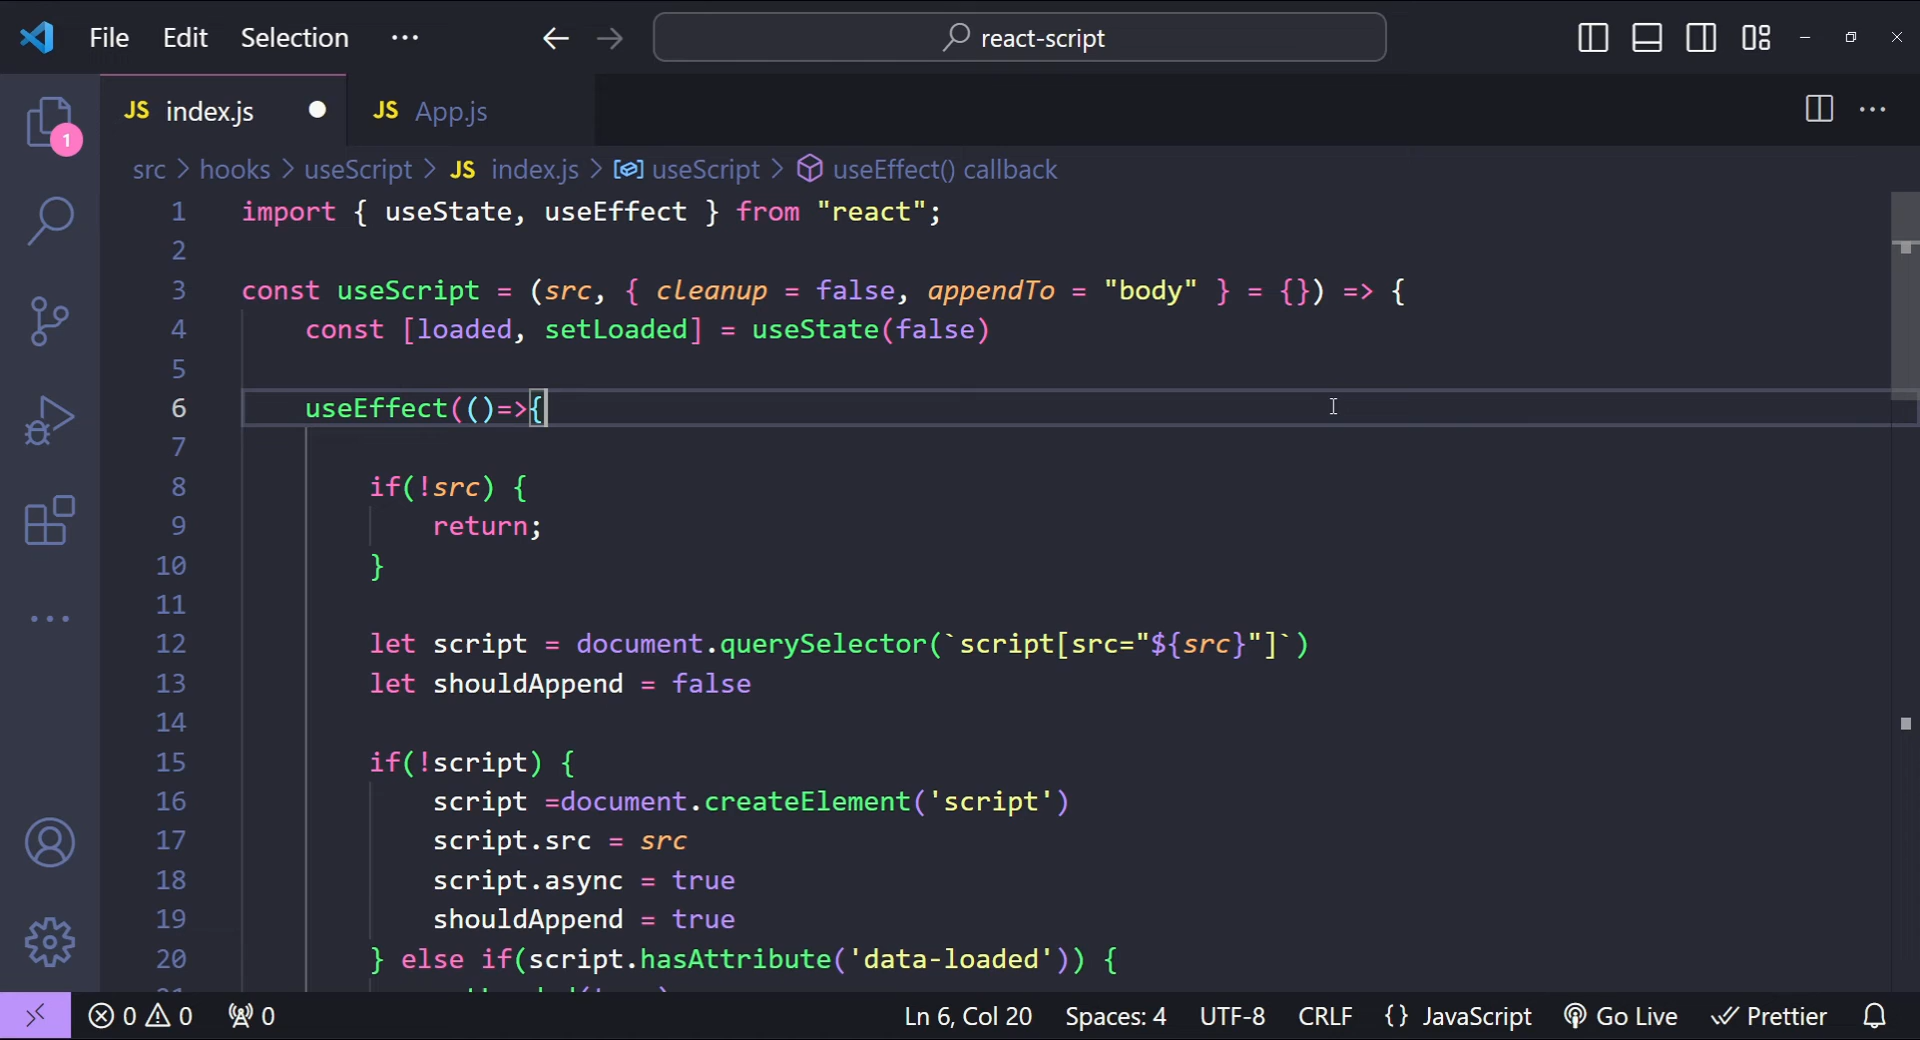 File Edit Selection ···
react-script
JS index.js
JS App.js
1
src > hooks > useScript > JS index.js > useScript > useEffect() callback
1 import { useState, useEffect } from "react";
2
3 const useScript = (src, { cleanup = false, appendTo = "body" } = {}) => {
4 const [loaded, setLoaded] = useState(false)
5
6 useEffect(()=>{
7
8 if(!src) {
9 return;
10 }
11
12 let script = document.querySelector(`script[src="${src}"]`)
13 let shouldAppend = false
14
15 if(!script) {
16 script =document.createElement('script')
17 script.src = src
18 script.async = true
19 shouldAppend = true
20 } else if(script.hasAttribute('data-loaded')) {
0 0 0 Ln 6, Col 20 Spaces: 4 UTF-8 CRLF {} JavaScript Go Live Prettier